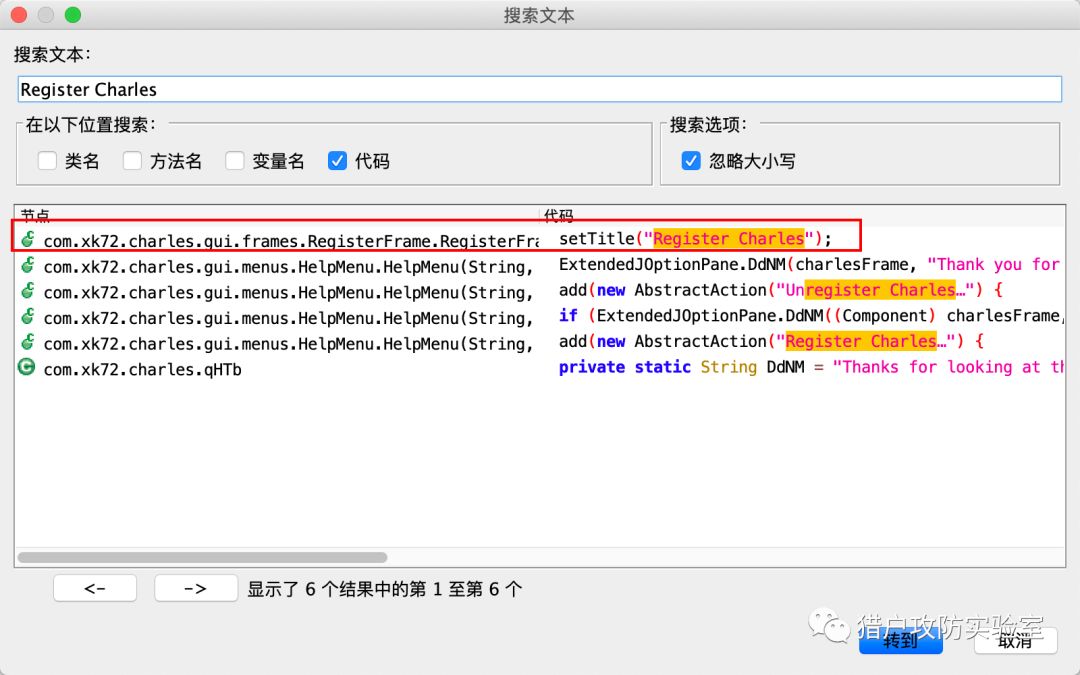 搜索文本
搜索文本：
Register Charles
在以下位置搜索：
类名 方法名 变量名 代码
搜索选项：
忽略大小写
节点 代码
com.xk72.charles.gui.frames.RegisterFrame.RegisterFra setTitle("Register Charles");
com.xk72.charles.gui.menus.HelpMenu.HelpMenu(String, ExtendedJOptionPane.DdNM(charlesFrame, "Thank you for
com.xk72.charles.gui.menus.HelpMenu.HelpMenu(String, add(new AbstractAction("Unregister Charles…") {
com.xk72.charles.gui.menus.HelpMenu.HelpMenu(String, if (ExtendedJOptionPane.DdNM((Component) charlesFrame,
com.xk72.charles.gui.menus.HelpMenu.HelpMenu(String, add(new AbstractAction("Register Charles…") {
com.xk72.charles.qHTb private static String DdNM = "Thanks for looking at th
<- -> 显示了 6 个结果中的第 1 至第 6 个
猎户攻防实验室
转到 取消